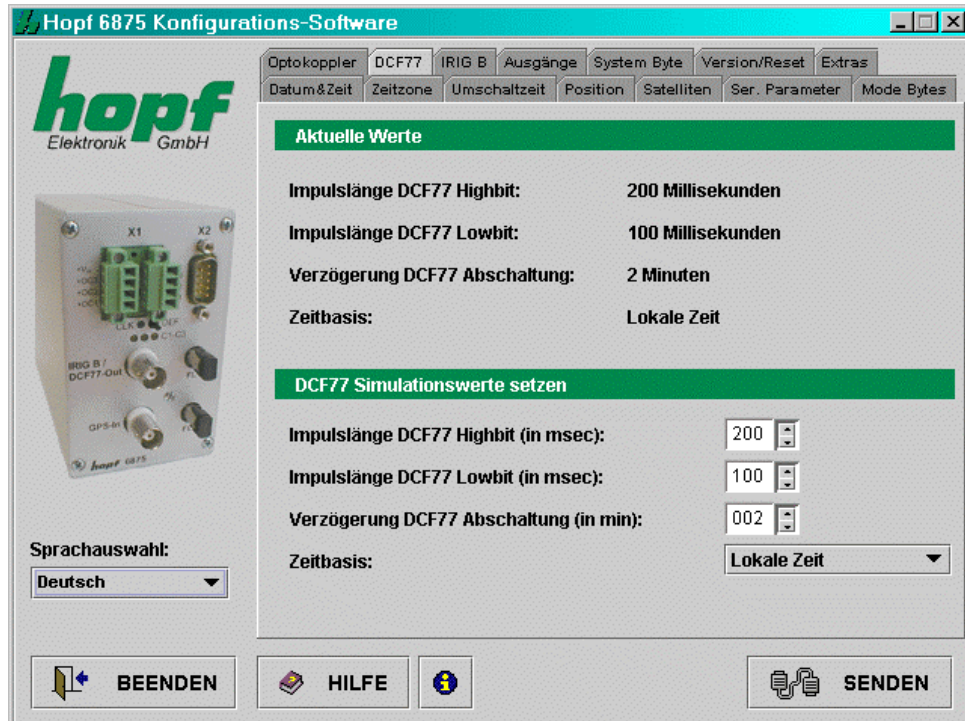 Hopf 6875 Konfigurations-Software
hopf
Elektronik GmbH
Optokoppler DCF77 IRIG B Ausgänge System Byte Version/Reset Extras
Datum&Zeit Zeitzone Umschaltzeit Position Satelliten Ser. Parameter Mode Bytes
Aktuelle Werte
Impulslänge DCF77 Highbit: 200 Millisekunden
Impulslänge DCF77 Lowbit: 100 Millisekunden
Verzögerung DCF77 Abschaltung: 2 Minuten
Zeitbasis: Lokale Zeit
DCF77 Simulationswerte setzen
Impulslänge DCF77 Highbit (in msec): 200
Impulslänge DCF77 Lowbit (in msec): 100
Verzögerung DCF77 Abschaltung (in min): 002
Zeitbasis: Lokale Zeit
X1 X2
CLK
IRIG B /
DCF77-Out
GPS-In
hopf 6875
Sprachauswahl:
Deutsch
BEENDEN HILFE SENDEN